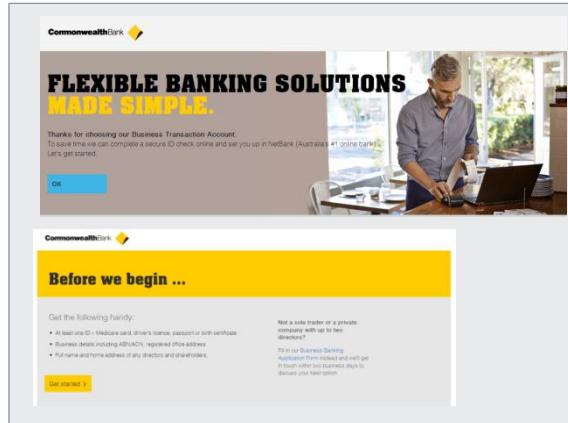 CommonwealthBank
FLEXIBLE BANKING SOLUTIONS
MADE SIMPLE.
Thanks for choosing our Business Transaction Account.
To save time we can complete a secure ID check online and set you up in NetBank (Australia's #1 online bank).
Let's get started.
OK
CommonwealthBank
Before we begin ...
Get the following handy:
• At least one ID – Medicare card, driver's licence, passport or birth certificate
• Business details including ABN/ACN, registered office address
• Full name and home address of any directors and shareholders.
Get started >
Not a sole trader or a private
company with up to two
directors?
Fill in our Business Banking
Application Form instead and we'll get
in touch within two business days to
discuss your best option.